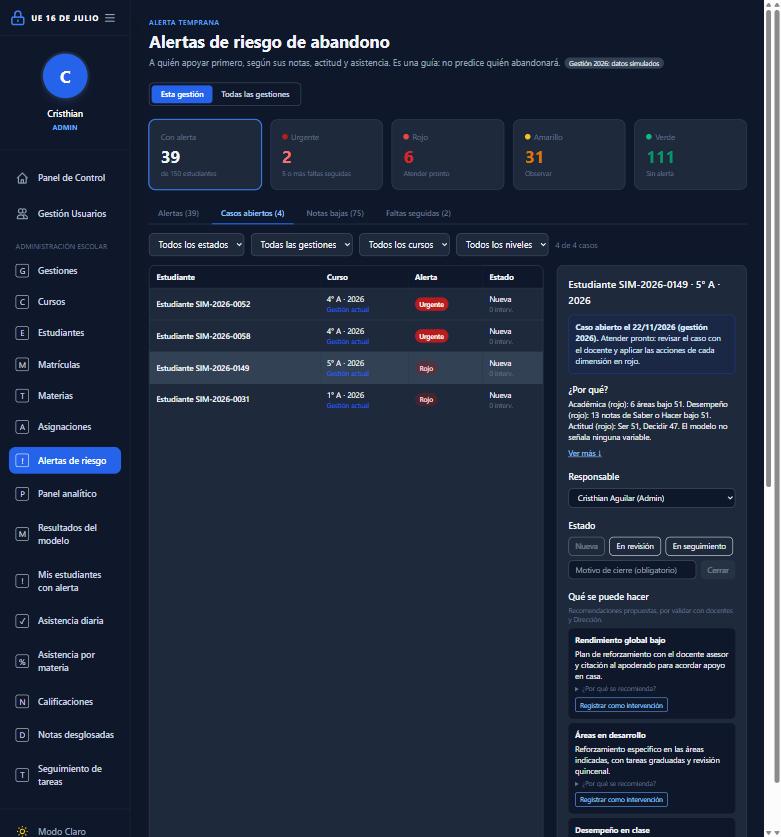 UE 16 DE JULIO
C
Cristhian
ADMIN
Panel de Control
Gestión Usuarios
ADMINISTRACIÓN ESCOLAR
G Gestiones
C Cursos
E Estudiantes
M Matrículas
T Materias
A Asignaciones
! Alertas de riesgo
P Panel analítico
M Resultados del
modelo
! Mis estudiantes
con alerta
✓ Asistencia diaria
% Asistencia por
materia
N Calificaciones
D Notas desglosadas
T Seguimiento de
tareas
Modo Claro
ALERTA TEMPRANA
Alertas de riesgo de abandono
A quién apoyar primero, según sus notas, actitud y asistencia. Es una guía: no predice quién abandonará. Gestión 2026: datos simulados
Esta gestión Todas las gestiones
Con alerta
39
de 150 estudiantes
Urgente
2
5 o más faltas seguidas
Rojo
6
Atender pronto
Amarillo
31
Observar
Verde
111
Sin alerta
Alertas (39) Casos abiertos (4) Notas bajas (75) Faltas seguidas (2)
Todos los estados Todas las gestiones Todos los cursos Todos los niveles 4 de 4 casos
Estudiante Curso Alerta Estado
Estudiante SIM-2026-0052 4° A · 2026 Urgente Nueva
Gestión actual 0 interv.
Estudiante SIM-2026-0058 4° A · 2026 Urgente Nueva
Gestión actual 0 interv.
Estudiante SIM-2026-0149 5° A · 2026 Rojo Nueva
Gestión actual 0 interv.
Estudiante SIM-2026-0031 1° A · 2026 Rojo Nueva
Gestión actual 0 interv.
Estudiante SIM-2026-0149 · 5° A ·
2026
Caso abierto el 22/11/2026 (gestión
2026). Atender pronto: revisar el caso con
el docente y aplicar las acciones de cada
dimensión en rojo.
¿Por qué?
Académica (rojo): 6 áreas bajo 51. Desempeño
(rojo): 13 notas de Saber o Hacer bajo 51.
Actitud (rojo): Ser 51, Decidir 47. El modelo no
señala ninguna variable.
Ver más ↓
Responsable
Cristhian Aguilar (Admin)
Estado
Nueva En revisión En seguimiento
Motivo de cierre (obligatorio) Cerrar
Qué se puede hacer
Recomendaciones propuestas, por validar con docentes
y Dirección.
Rendimiento global bajo
Plan de reforzamiento con el docente asesor
y citación al apoderado para acordar apoyo
en casa.
▸ ¿Por qué se recomienda?
Registrar como intervención
Áreas en desarrollo
Reforzamiento específico en las áreas
indicadas, con tareas graduadas y revisión
quincenal.
▸ ¿Por qué se recomienda?
Registrar como intervención
Desempeño en clase